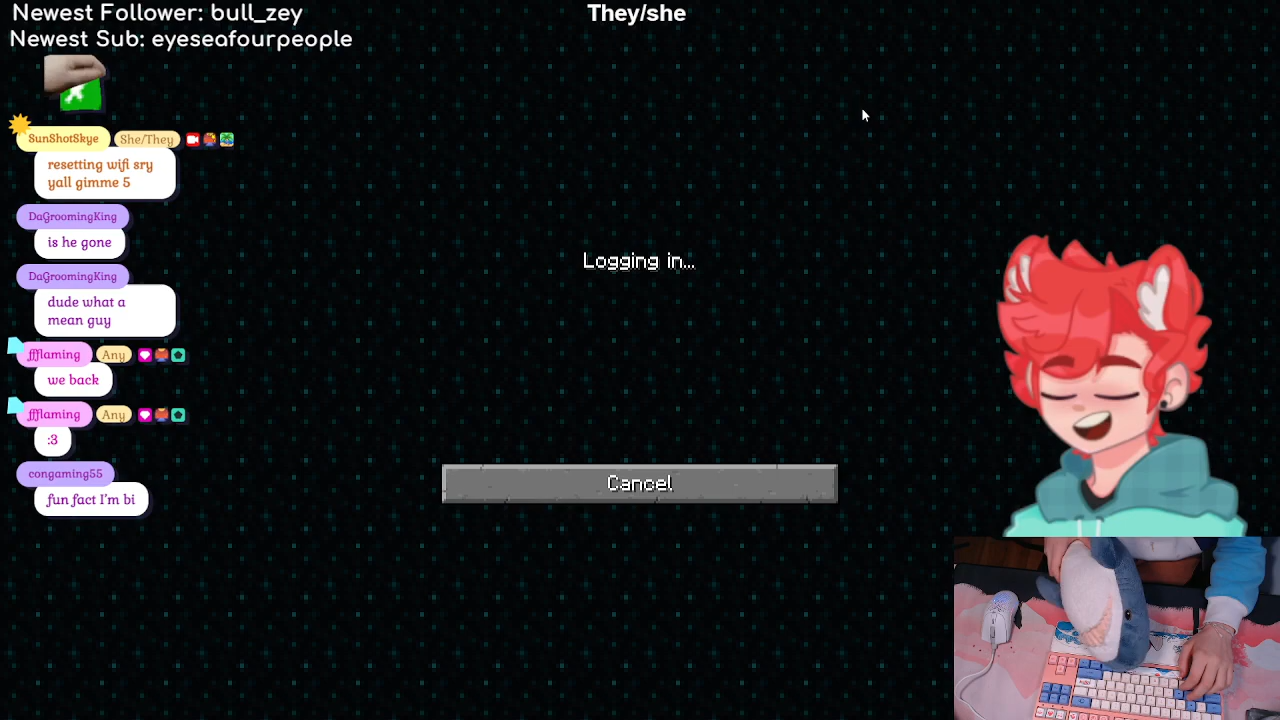 Newest Follower: bull_zey
Newest Sub: eyeseafourpeople
They/she
SunShotSkye She/They
resetting wifi sry
yall gimme 5
DaGroomingKing
is he gone
DaGroomingKing
dude what a
mean guy
ffflaming Any
we back
ffflaming Any
:3
congaming55
fun fact I'm bi
Logging in...
Cancel